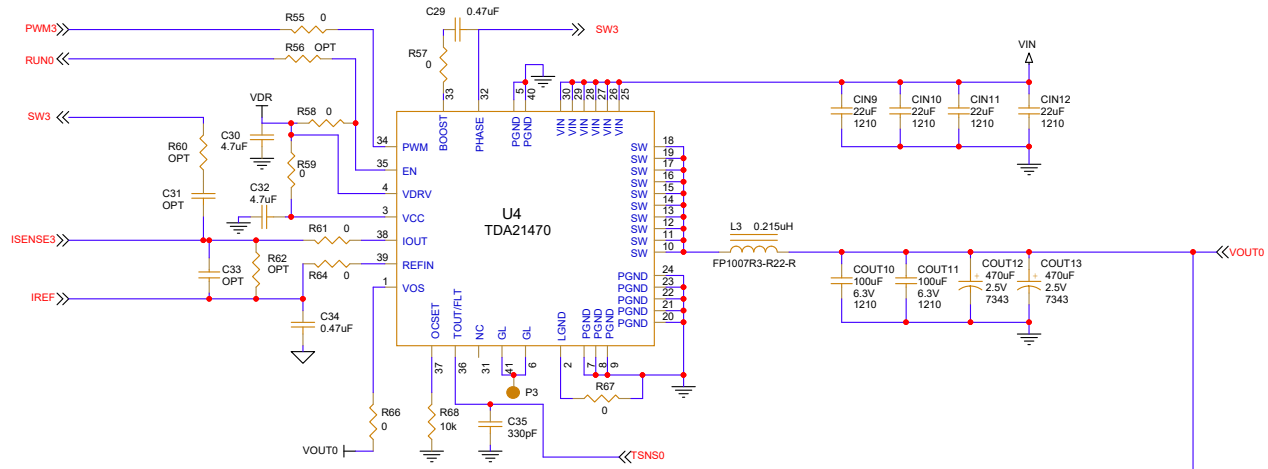 PWM3
R55 0
RUN0
R56 OPT
C29 0.47uF
SW3
R57
0
VIN
SW3
VDR
R58 0
C30
4.7uF
R59
0
R60
OPT
C31
OPT
C32
4.7uF
ISENSE3
R61 0
C33
OPT
R62
OPT
R64 0
IREF
C34
0.47uF
33 32 5 40 30 29 28 27 26 25
BOOST PHASE PGND PGND VIN VIN VIN VIN VIN VIN
34 PWM
35 EN
4 VDRV
3 VCC
38 IOUT
39 REFIN
1 VOS
U4
TDA21470
SW 18
SW 19
SW 17
SW 16
SW 15
SW 14
SW 13
SW 12
SW 11
SW 10
PGND 24
PGND 23
PGND 22
PGND 21
PGND 20
OCSET TOUT/FLT NC GL GL LGND PGND PGND PGND
37 36 31 41 6 2 7 8 9
CIN9
22uF
1210
CIN10
22uF
1210
CIN11
22uF
1210
CIN12
22uF
1210
L3 0.215uH
FP1007R3-R22-R
VOUT0
COUT10
100uF
6.3V
1210
COUT11
100uF
6.3V
1210
COUT12
+
470uF
2.5V
7343
COUT13
+
470uF
2.5V
7343
P3
R67
0
R66
0
R68
10k
C35
330pF
VOUT0
TSNS0